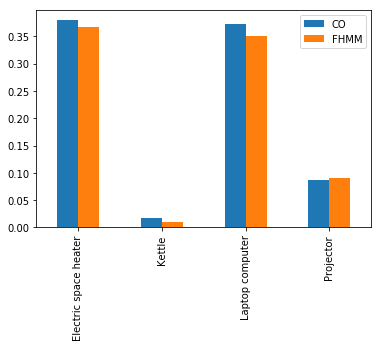 CO
FHMM
0.35
0.30
0.25
0.20
0.15
0.10
0.05
0.00
Electric space heater
Kettle
Laptop computer
Projector